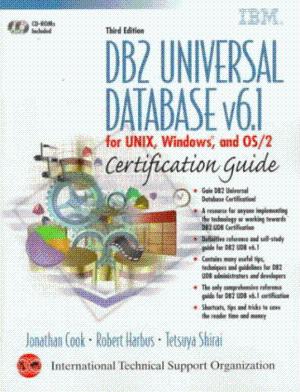 CD-ROMs
Included
IBM
Third Edition
DB2 UNIVERSAL
DATABASE v6.1
for UNIX, Windows, and OS/2
Certification Guide
• Gain DB2 Universal
Database Certification!
• A resource for anyone implementing
the technology or working towards
DB2 UDB Certification
• Definitive reference and self-study
guide for DB2 UDB v6.1
• Contains many useful tips,
techniques and guidelines for DB2
UDB administrators and developers
• The only comprehensive reference
guide for DB2 UDB v6.1 certification
• Shortcuts, tips and tricks to save
the reader time and money
Jonathan Cook • Robert Harbus • Tetsuya Shirai
International Technical Support Organization